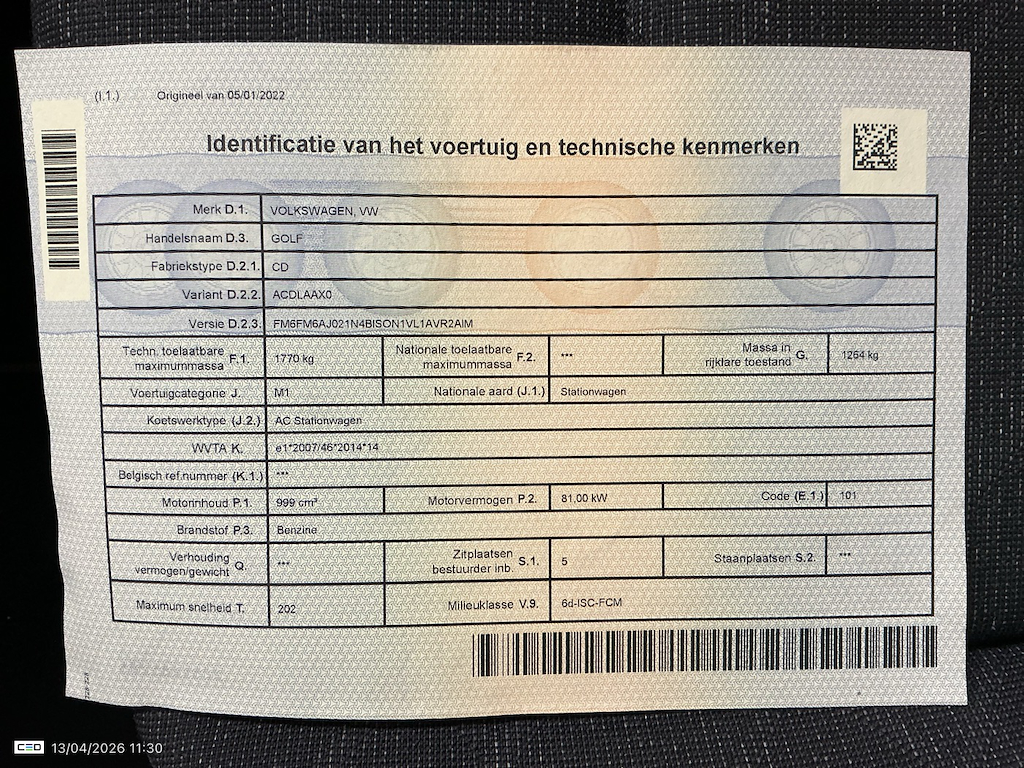 (I.1.) Origineel van 05/01/2022
Identificatie van het voertuig en technische kenmerken
Merk D.1. VOLKSWAGEN, VW
Handelsnaam D.3. GOLF
Fabriekstype D.2.1. CD
Variant D.2.2. ACDLAAX0
Versie D.2.3. FM6FM6AJ021N4BISON1VL1AVR2AIM
Techn. toelaatbare maximummassa F.1. 1770 kg Nationale toelaatbare maximummassa F.2. *** Massa in rijklare toestand G. 1264 kg
Voertuigcategorie J. M1 Nationale aard (J.1.) Stationwagen
Koetswerktype (J.2.) AC Stationwagen
WVTA K. e1*2007/46*2014*14
Belgisch ref.nummer (K.1.) ***
Motorinhoud P.1. 999 cm³ Motorvermogen P.2. 81,00 kW Code (E.1.) 101
Brandstof P.3. Benzine
Verhouding vermogen/gewicht Q. *** Zitplaatsen bestuurder inb. S.1. 5 Staanplaatsen S.2. ***
Maximum snelheid T. 202 Milieuklasse V.9. 6d-ISC-FCM
13/04/2026 11:30